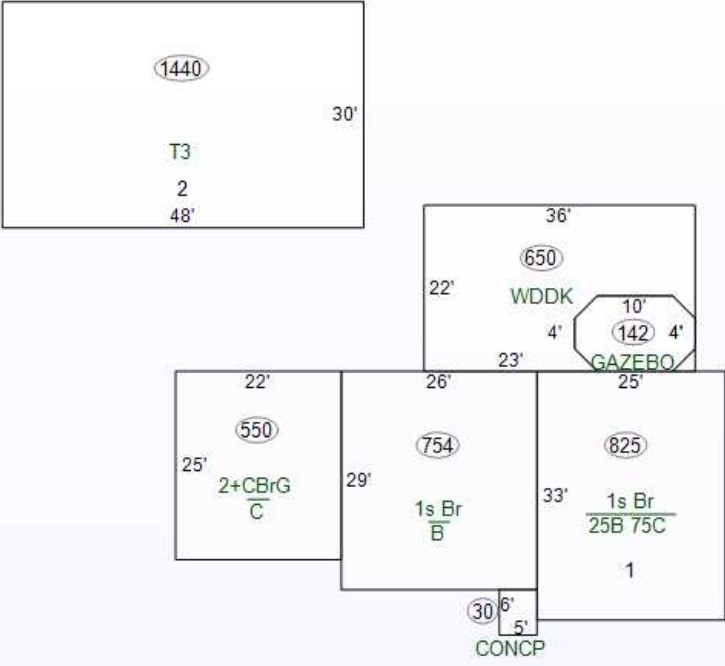 1440
30'
T3
2
48'
36'
650
22'
WDDK
10'
4'
142
4'
23'
GAZEBO
22'
26'
25'
550
754
825
25'
2+CBrG
C
29'
1s Br
B
33'
1s Br
25B 75C
1
30
6'
5'
CONCP